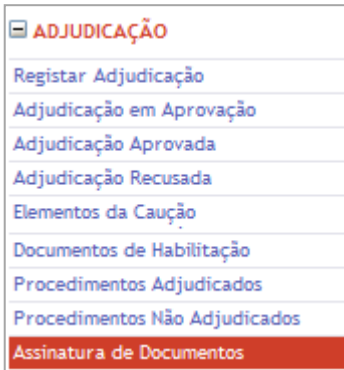 ADJUDICAÇÃO
Registar Adjudicação
Adjudicação em Aprovação
Adjudicação Aprovada
Adjudicação Recusada
Elementos da Caução
Documentos de Habilitação
Procedimentos Adjudicados
Procedimentos Não Adjudicados
Assinatura de Documentos